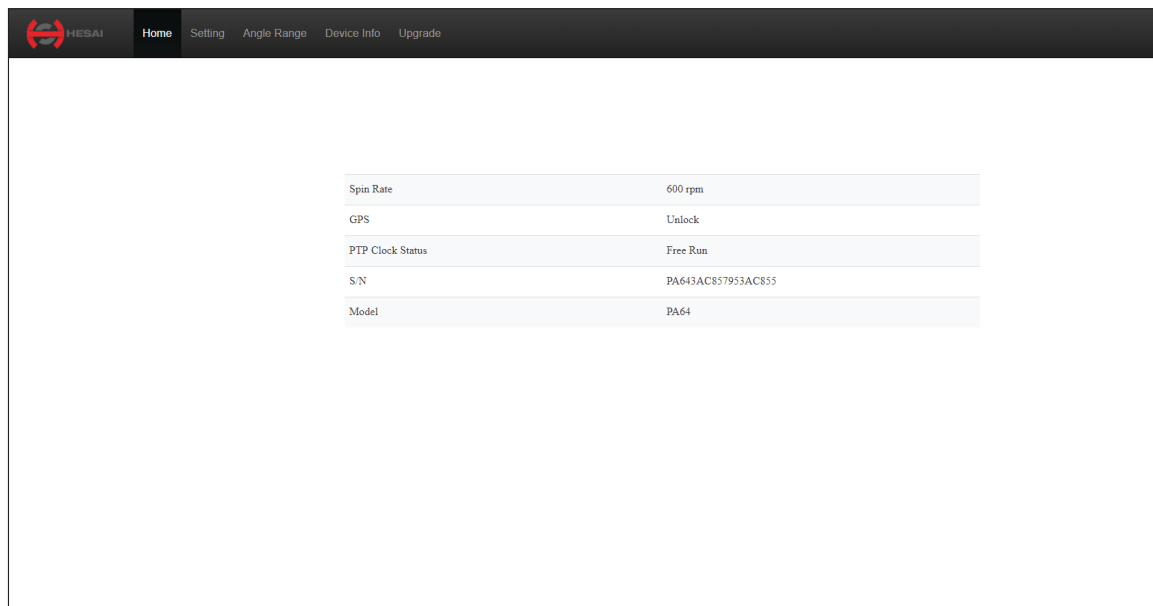 HESAI Home Setting Angle Range Device Info Upgrade
Spin Rate 600 rpm
GPS Unlock
PTP Clock Status Free Run
S/N PA643AC857953AC855
Model PA64